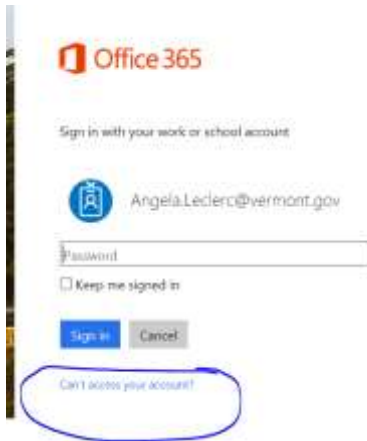 Office 365
Sign in with your work or school account
Angela.Leclerc@vermont.gov
Password
Keep me signed in
Sign in Cancel
Can't access your account?